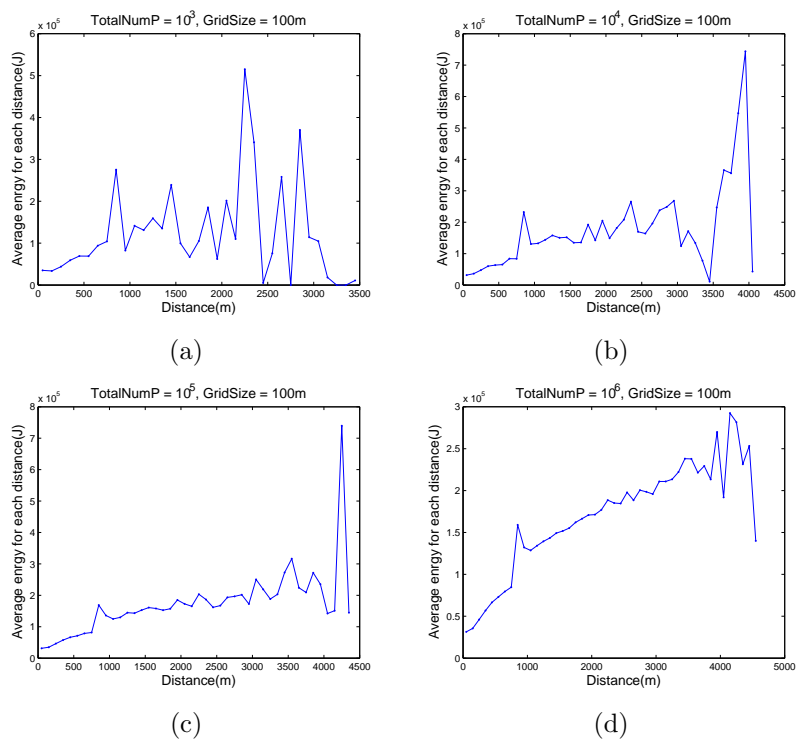 TotalNumP = 10^3, GridSize = 100m
x 10^5
6
5
4
3
2
1
0
0 500 1000 1500 2000 2500 3000 3500
Average enrgy for each distance(J)
Distance(m)
(a)
TotalNumP = 10^4, GridSize = 100m
x 10^5
8
7
6
5
4
3
2
1
0
0 500 1000 1500 2000 2500 3000 3500 4000 4500
Average enrgy for each distance(J)
Distance(m)
(b)
TotalNumP = 10^5, GridSize = 100m
x 10^5
8
7
6
5
4
3
2
1
0
0 500 1000 1500 2000 2500 3000 3500 4000 4500
Average enrgy for each distance(J)
Distance(m)
(c)
TotalNumP = 10^6, GridSize = 100m
x 10^5
3
2.5
2
1.5
1
0.5
0
0 1000 2000 3000 4000 5000
Average enrgy for each distance(J)
Distance(m)
(d)